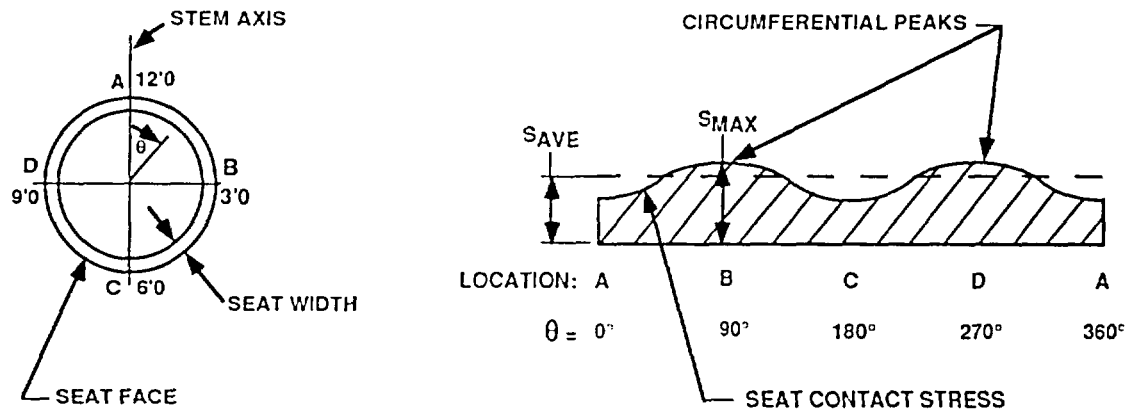 STEM AXIS
A 12'0
θ
D
B
9'0
3'0
C 6'0
SEAT WIDTH
SEAT FACE
CIRCUMFERENTIAL PEAKS
SAVE
SMAX
LOCATION: A B C D A
θ = 0° 90° 180° 270° 360°
SEAT CONTACT STRESS